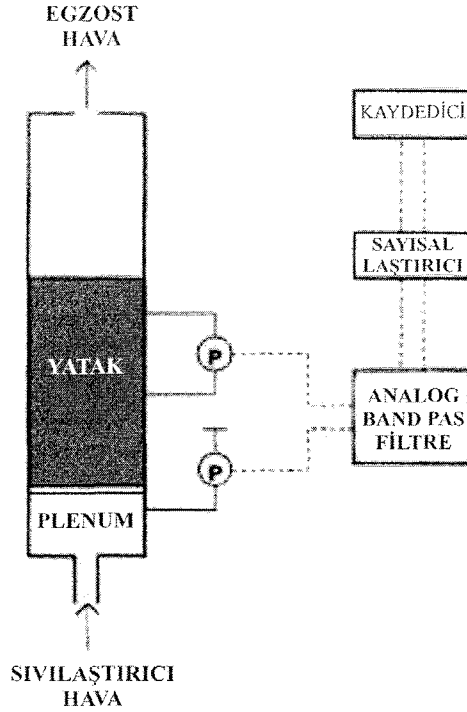 EGZOST
HAVA
KAYDEDİCİ
SAYISAL
LAŞTIRICI
YATAK
P
ANALOG
BAND PAS
FİLTRE
P
PLENUM
SIVILAŞTIRICI
HAVA